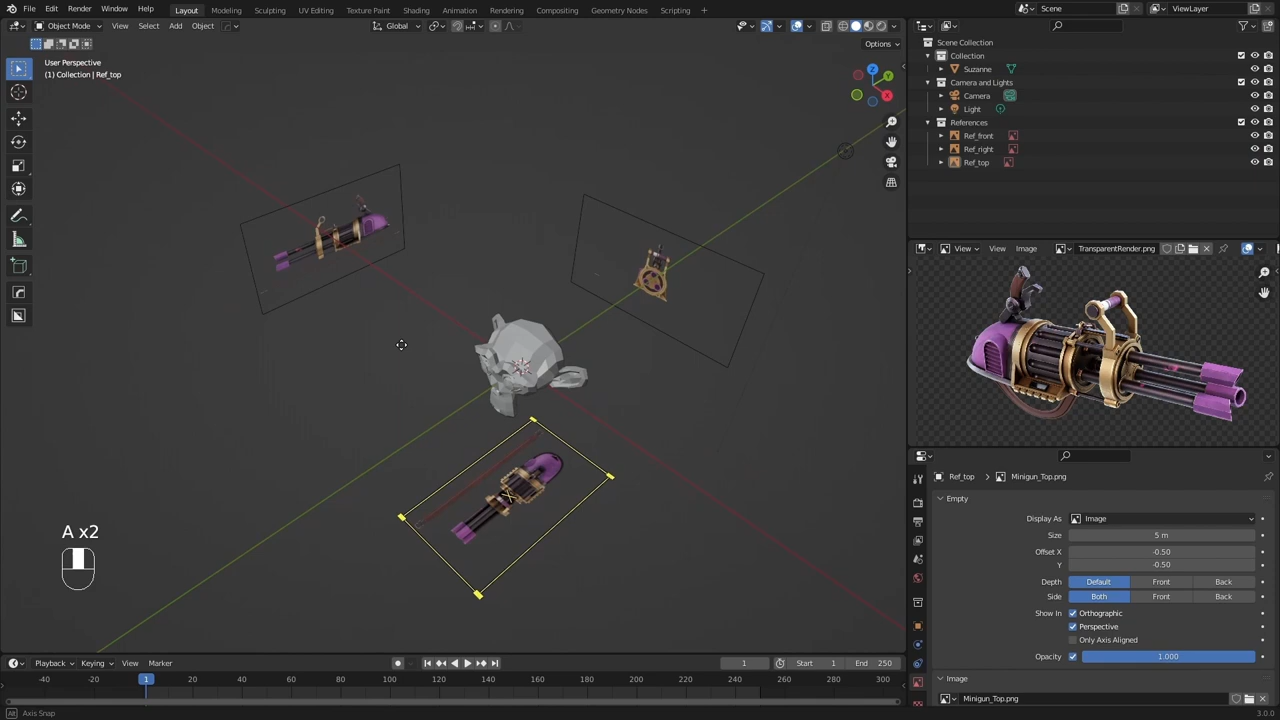 File Edit Render Window Help Layout Modeling Sculpting UV Editing Texture Paint Shading Animation Rendering Compositing Geometry Nodes Scripting + Scene ViewLayer
Object Mode View Select Add Object Global
Options
User Perspective
(1) Collection | Ref_top
Z
Y
X
A x2
Scene Collection
Collection
Suzanne
Camera and Lights
Camera
Light
References
Ref_front
Ref_right
Ref_top
View View Image TransparentRender.png
Ref_top > Minigun_Top.png
Empty
Display As Image
Size 5 m
Offset X -0.50
Y -0.50
Depth Default Front Back
Side Both Front Back
Show In Orthographic
Perspective
Only Axis Aligned
Opacity 1.000
Image
Minigun_Top.png
Playback Keying View Marker 1 Start 1 End 250
-40 -20 1 20 40 60 80 100 120 140 160 180 200 220 240 260 280 300
Axis Snap 3.0.0